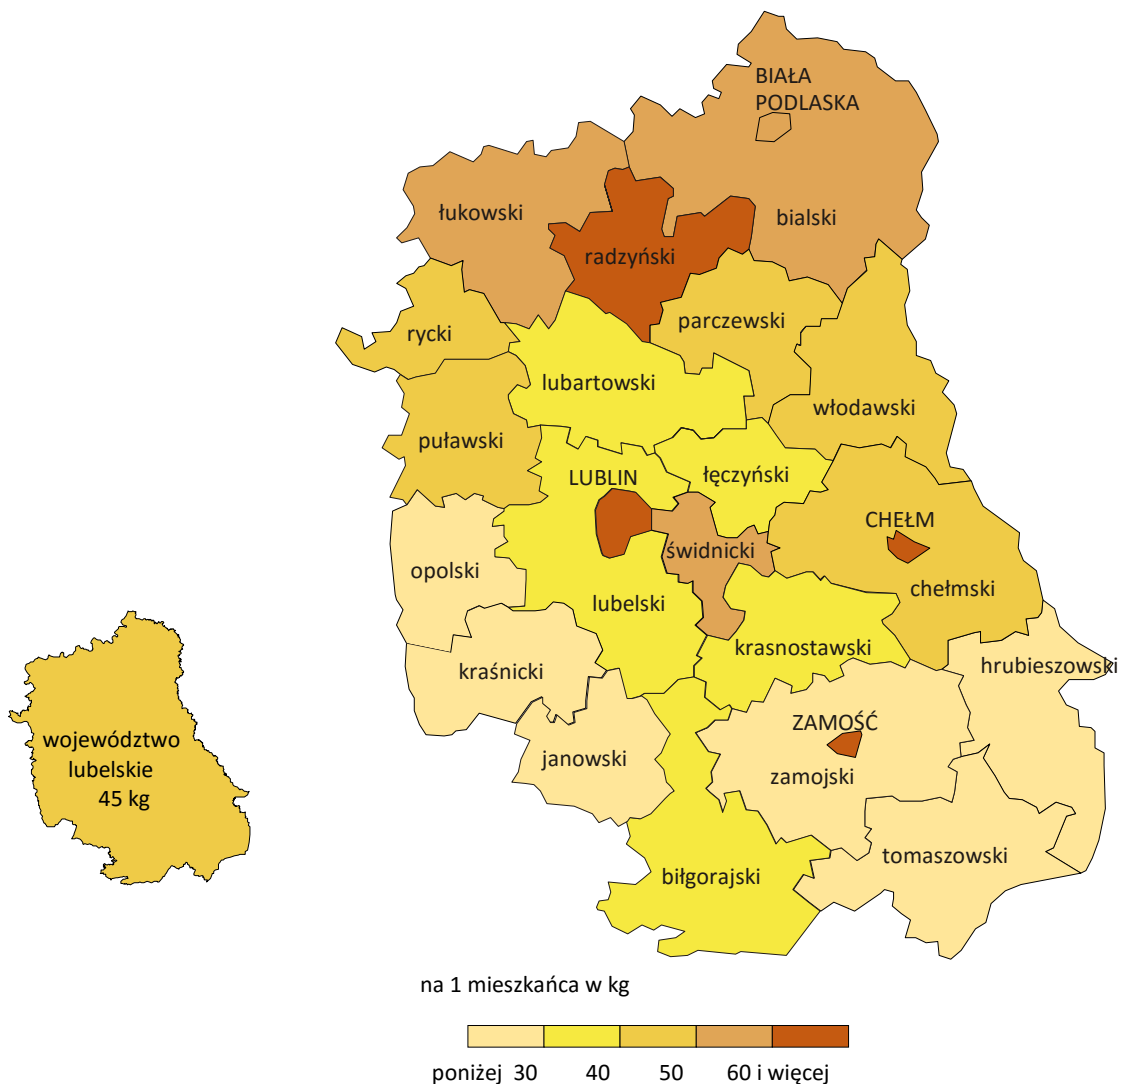 BIAŁA
PODLASKA
łukowski
bialski
radzyński
parczewski
rycki
lubartowski
włodawski
puławski
LUBLIN
łęczyński
CHEŁM
świdnicki
opolski
chełmski
lubelski
krasnostawski
hrubieszowski
kraśnicki
ZAMOŚĆ
województwo
lubelskie
45 kg
janowski
zamojski
tomaszowski
biłgorajski
na 1 mieszkańca w kg
poniżej 30 40 50 60 i więcej